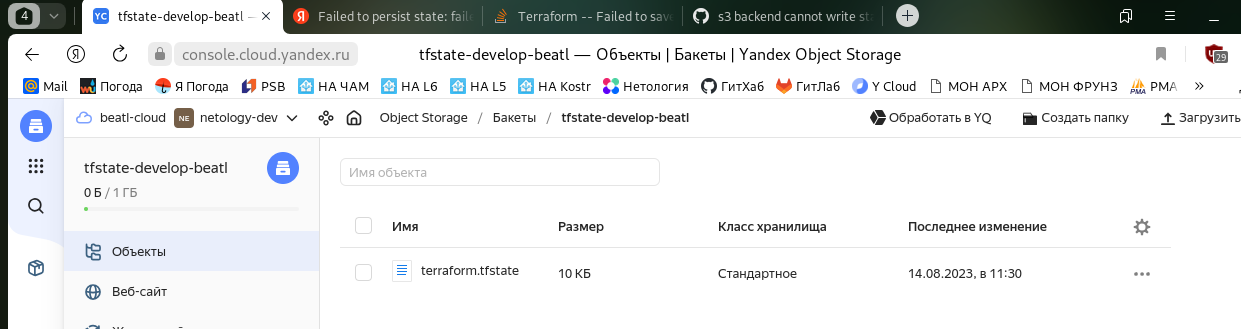 4
YC tfstate-develop-beatl —
Failed to persist state: faile
Terraform -- Failed to save
s3 backend cannot write st
console.cloud.yandex.ru
tfstate-develop-beatl — Объекты | Бакеты | Yandex Object Storage
29
Mail Погода Я Погода PSB НА ЧАМ НА L6 НА L5 НА Kostr Нетология ГитХаб ГитЛаб Y Cloud МОН АРХ МОН ФРУНЗ PMA PMA »
beatl-cloud NE netology-dev Object Storage / Бакеты / tfstate-develop-beatl Обработать в YQ Создать папку Загрузить
tfstate-develop-beatl
0 Б / 1 ГБ
Имя объекта
Имя Размер Класс хранилища Последнее изменение
Объекты
terraform.tfstate 10 КБ Стандартное 14.08.2023, в 11:30
Веб-сайт